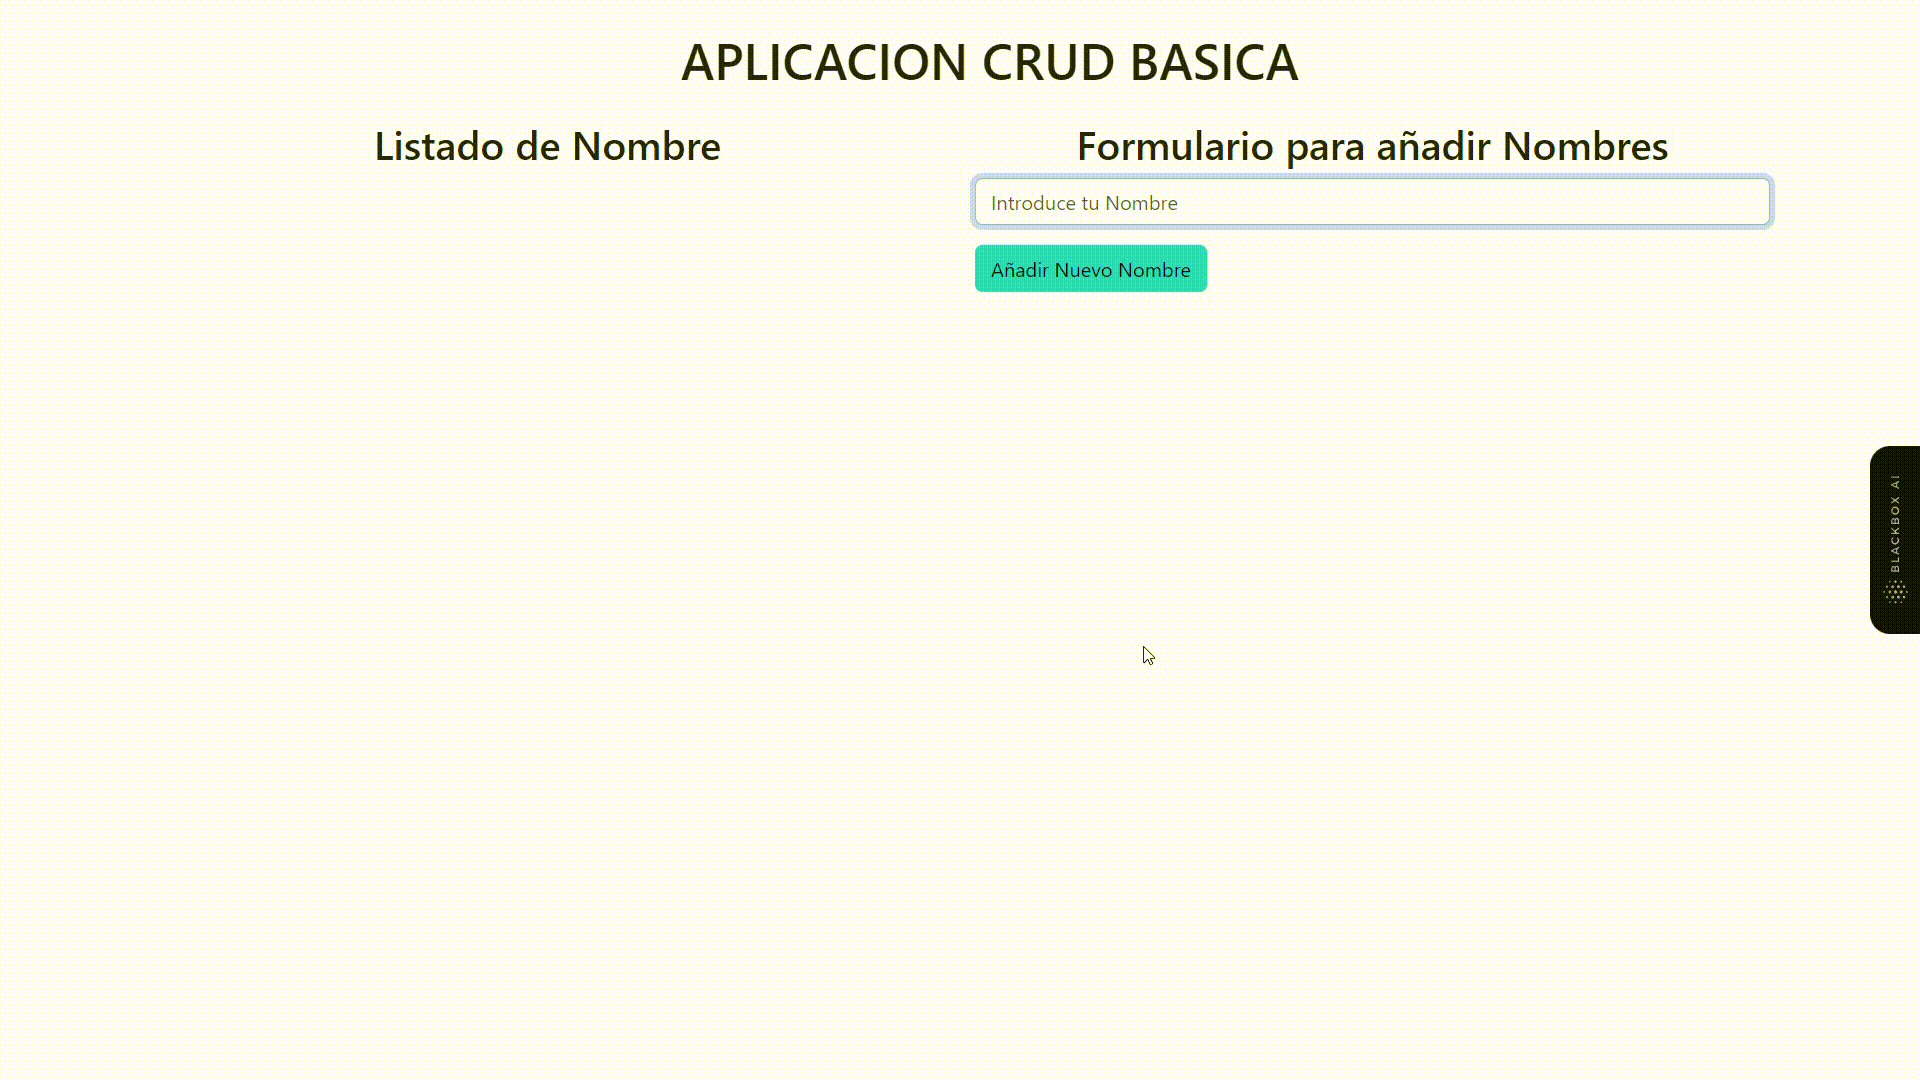 APLICACION CRUD BASICA
Listado de Nombre
Formulario para añadir Nombres
Introduce tu Nombre
Añadir Nuevo Nombre
BLACKBOX AI